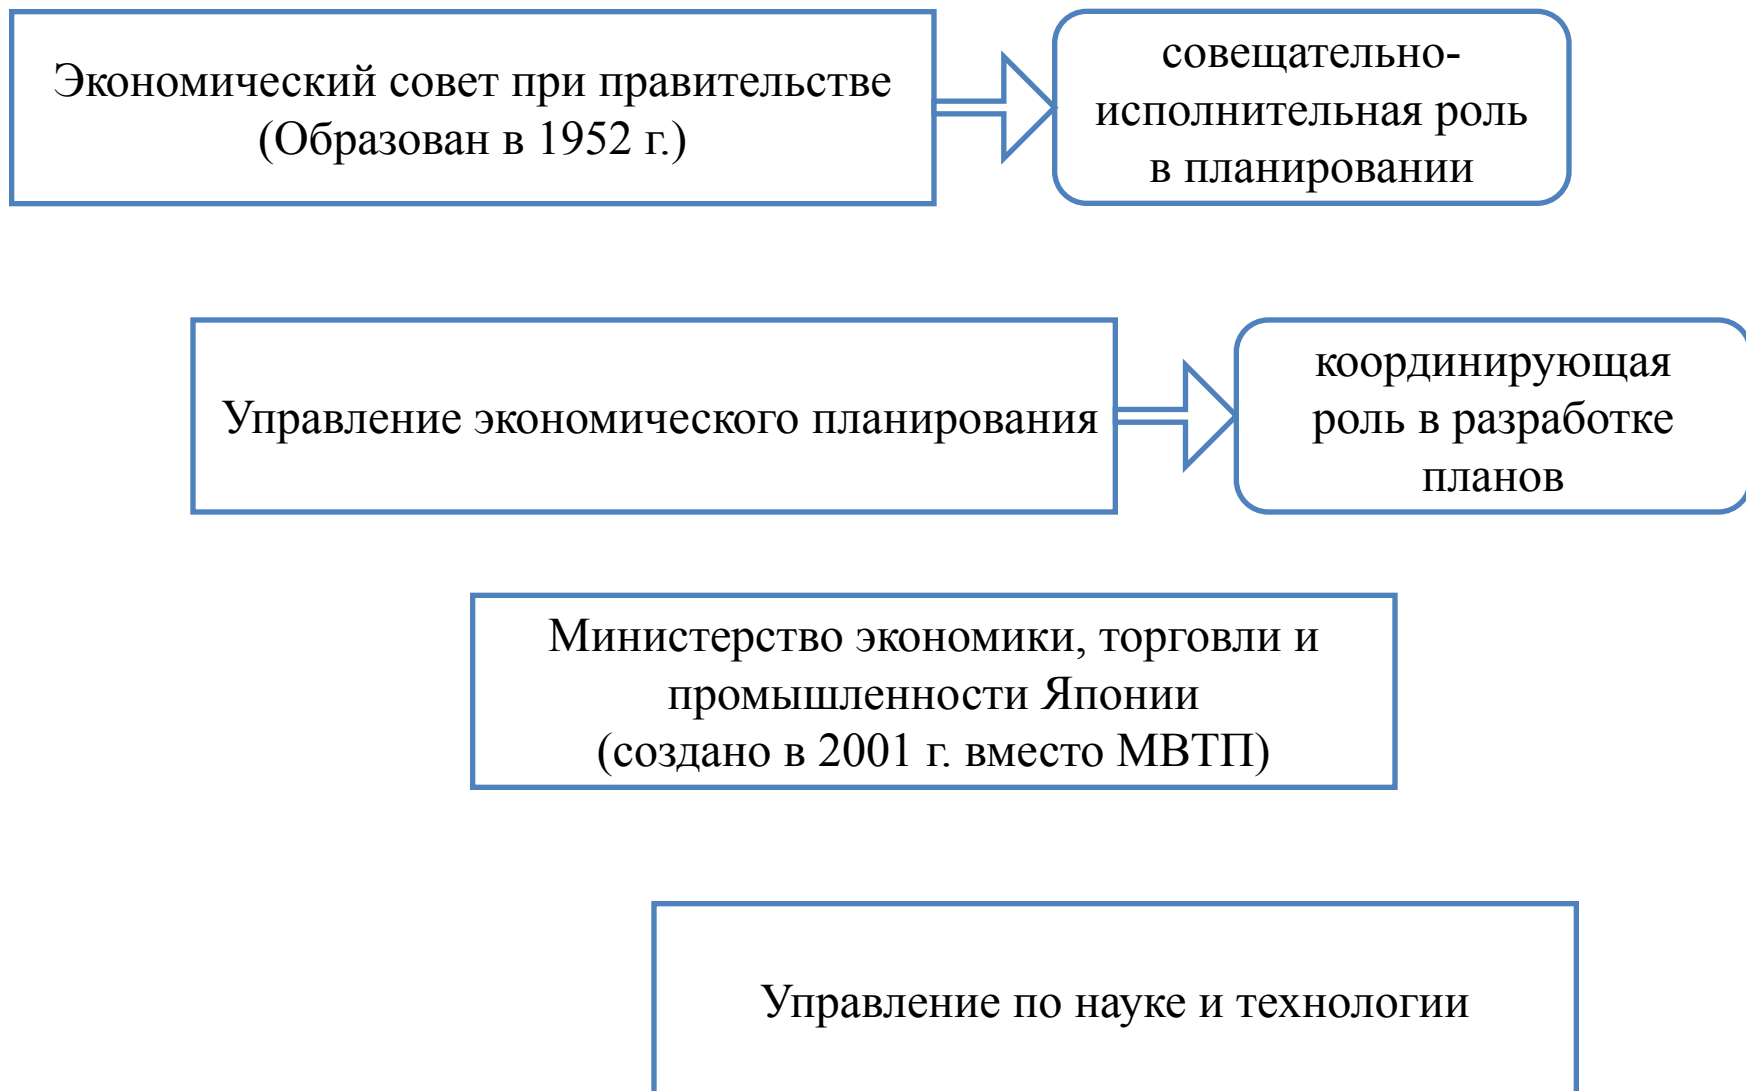 Экономический совет при правительстве
(Образован в 1952 г.)
совещательно-
исполнительная роль
в планировании
Управление экономического планирования
координирующая
роль в разработке
планов
Министерство экономики, торговли и
промышленности Японии
(создано в 2001 г. вместо МВТП)
Управление по науке и технологии